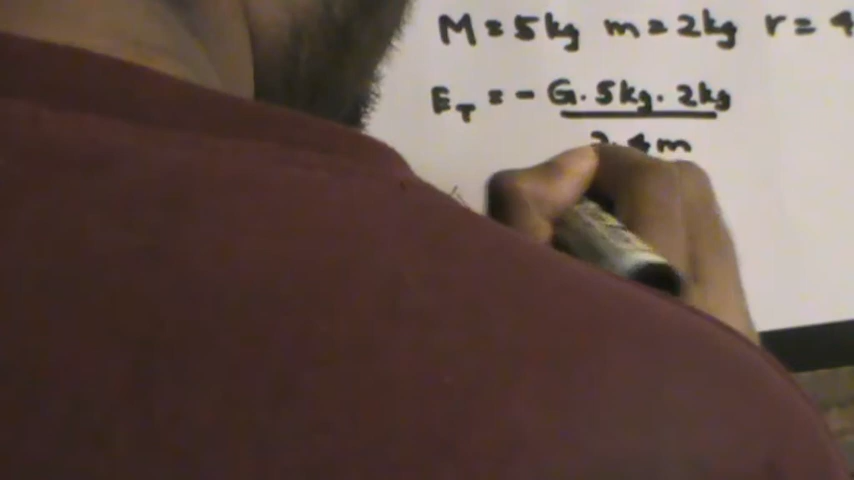 M = 5kg m = 2kg r = 4
E_T = - G. 5kg. 2kg
2. 4m